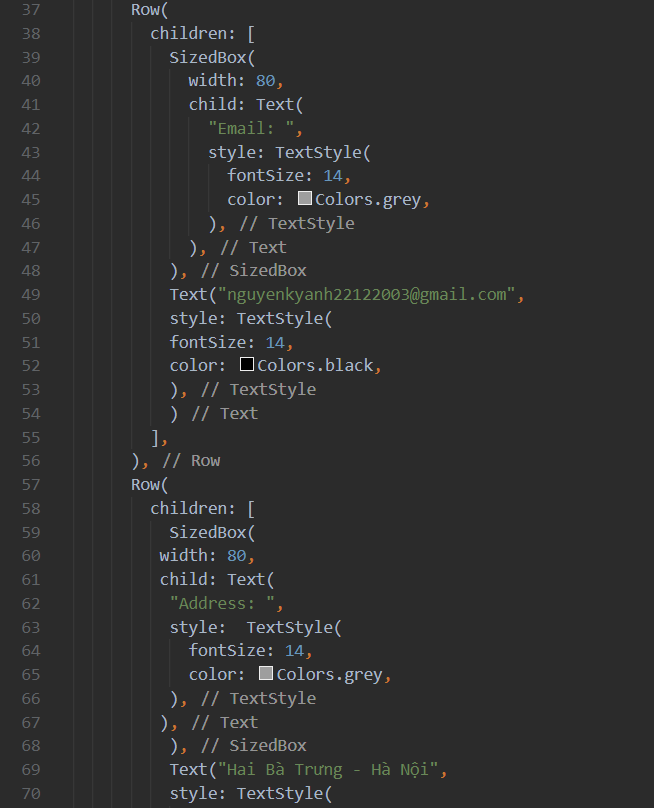 37 Row(
38 children: [
39 SizedBox(
40 width: 80,
41 child: Text(
42 "Email: ",
43 style: TextStyle(
44 fontSize: 14,
45 color: Colors.grey,
46 ), // TextStyle
47 ), // Text
48 ), // SizedBox
49 Text("nguyenkyanh22122003@gmail.com",
50 style: TextStyle(
51 fontSize: 14,
52 color: Colors.black,
53 ), // TextStyle
54 ) // Text
55 ],
56 ), // Row
57 Row(
58 children: [
59 SizedBox(
60 width: 80,
61 child: Text(
62 "Address: ",
63 style:  TextStyle(
64 fontSize: 14,
65 color: Colors.grey,
66 ), // TextStyle
67 ), // Text
68 ), // SizedBox
69 Text("Hai Bà Trưng - Hà Nội",
70 style: TextStyle(